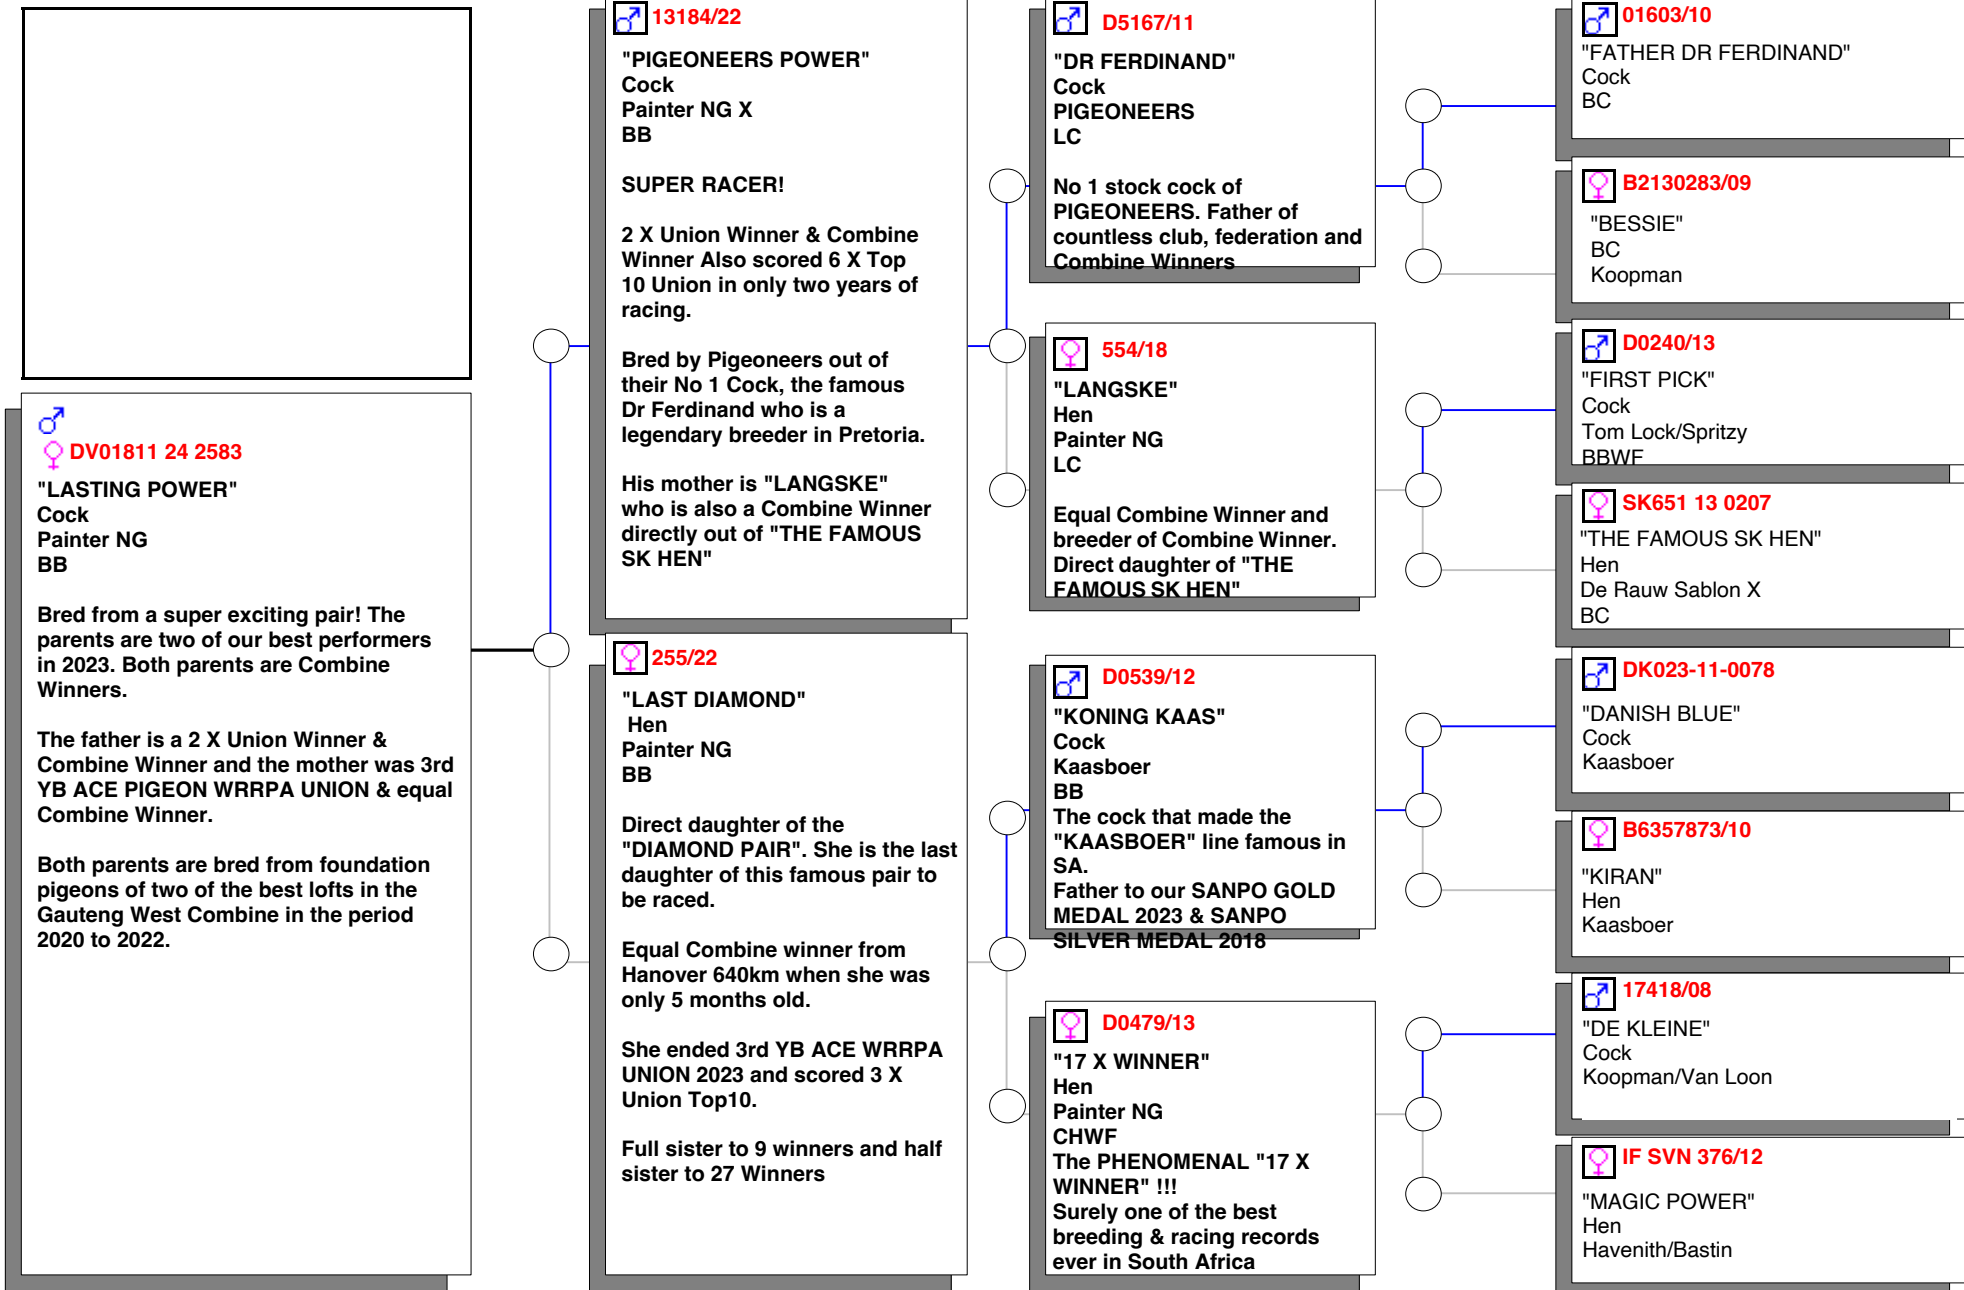 DV01811 24 2583
"LASTING POWER"
Cock
Painter NG
BB
Bred from a super exciting pair! The
parents are two of our best performers
in 2023. Both parents are Combine
Winners.
The father is a 2 X Union Winner &
Combine Winner and the mother was 3rd
YB ACE PIGEON WRRPA UNION & equal
Combine Winner.
Both parents are bred from foundation
pigeons of two of the best lofts in the
Gauteng West Combine in the period
2020 to 2022.
13184/22
"PIGEONEERS POWER"
Cock
Painter NG X
BB
SUPER RACER!
2 X Union Winner & Combine
Winner Also scored 6 X Top
10 Union in only two years of
racing.
Bred by Pigeoneers out of
their No 1 Cock, the famous
Dr Ferdinand who is a
legendary breeder in Pretoria.
His mother is "LANGSKE"
who is also a Combine Winner
directly out of "THE FAMOUS
SK HEN"
255/22
"LAST DIAMOND"
Hen
Painter NG
BB
Direct daughter of the
"DIAMOND PAIR". She is the last
daughter of this famous pair to
be raced.
Equal Combine winner from
Hanover 640km when she was
only 5 months old.
She ended 3rd YB ACE WRRPA
UNION 2023 and scored 3 X
Union Top10.
Full sister to 9 winners and half
sister to 27 Winners
D5167/11
"DR FERDINAND"
Cock
PIGEONEERS
LC
No 1 stock cock of
PIGEONEERS. Father of
countless club, federation and
Combine Winners
554/18
"LANGSKE"
Hen
Painter NG
LC
Equal Combine Winner and
breeder of Combine Winner.
Direct daughter of "THE
FAMOUS SK HEN"
D0539/12
"KONING KAAS"
Cock
Kaasboer
BB
The cock that made the
"KAASBOER" line famous in
SA.
Father to our SANPO GOLD
MEDAL 2023 & SANPO
SILVER MEDAL 2018
D0479/13
"17 X WINNER"
Hen
Painter NG
CHWF
The PHENOMENAL "17 X
WINNER" !!!
Surely one of the best
breeding & racing records
ever in South Africa
01603/10
"FATHER DR FERDINAND"
Cock
BC
B2130283/09
"BESSIE"
BC
Koopman
D0240/13
"FIRST PICK"
Cock
Tom Lock/Spritzy
BBWF
SK651 13 0207
"THE FAMOUS SK HEN"
Hen
De Rauw Sablon X
BC
DK023-11-0078
"DANISH BLUE"
Cock
Kaasboer
B6357873/10
"KIRAN"
Hen
Kaasboer
17418/08
"DE KLEINE"
Cock
Koopman/Van Loon
IF SVN 376/12
"MAGIC POWER"
Hen
Havenith/Bastin